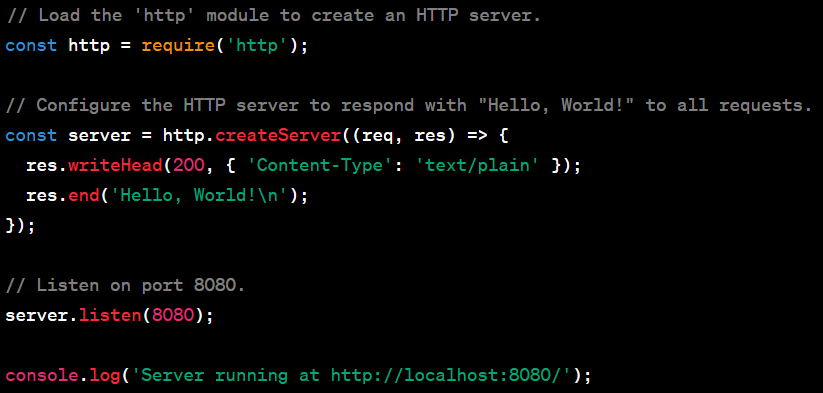 // Load the 'http' module to create an HTTP server.
const http = require('http');
// Configure the HTTP server to respond with "Hello, World!" to all requests.
const server = http.createServer((req, res) => {
  res.writeHead(200, { 'Content-Type': 'text/plain' });
  res.end('Hello, World!\n');
});
// Listen on port 8080.
server.listen(8080);
console.log('Server running at http://localhost:8080/');